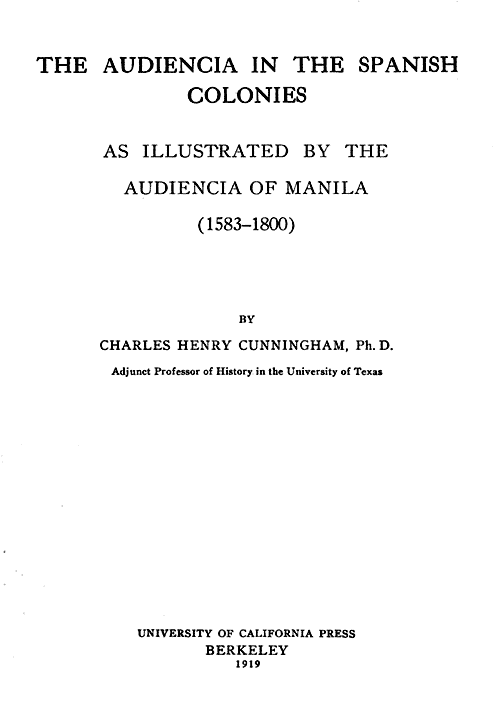 THE AUDIENCIA IN THE SPANISH
COLONIES
AS ILLUSTRATED BY THE
AUDIENCIA OF MANILA
(1583–1800)
BY
CHARLES HENRY CUNNINGHAM, Ph. D.
Adjunct Professor of History in the University of Texas
UNIVERSITY OF CALIFORNIA PRESS
BERKELEY
1919